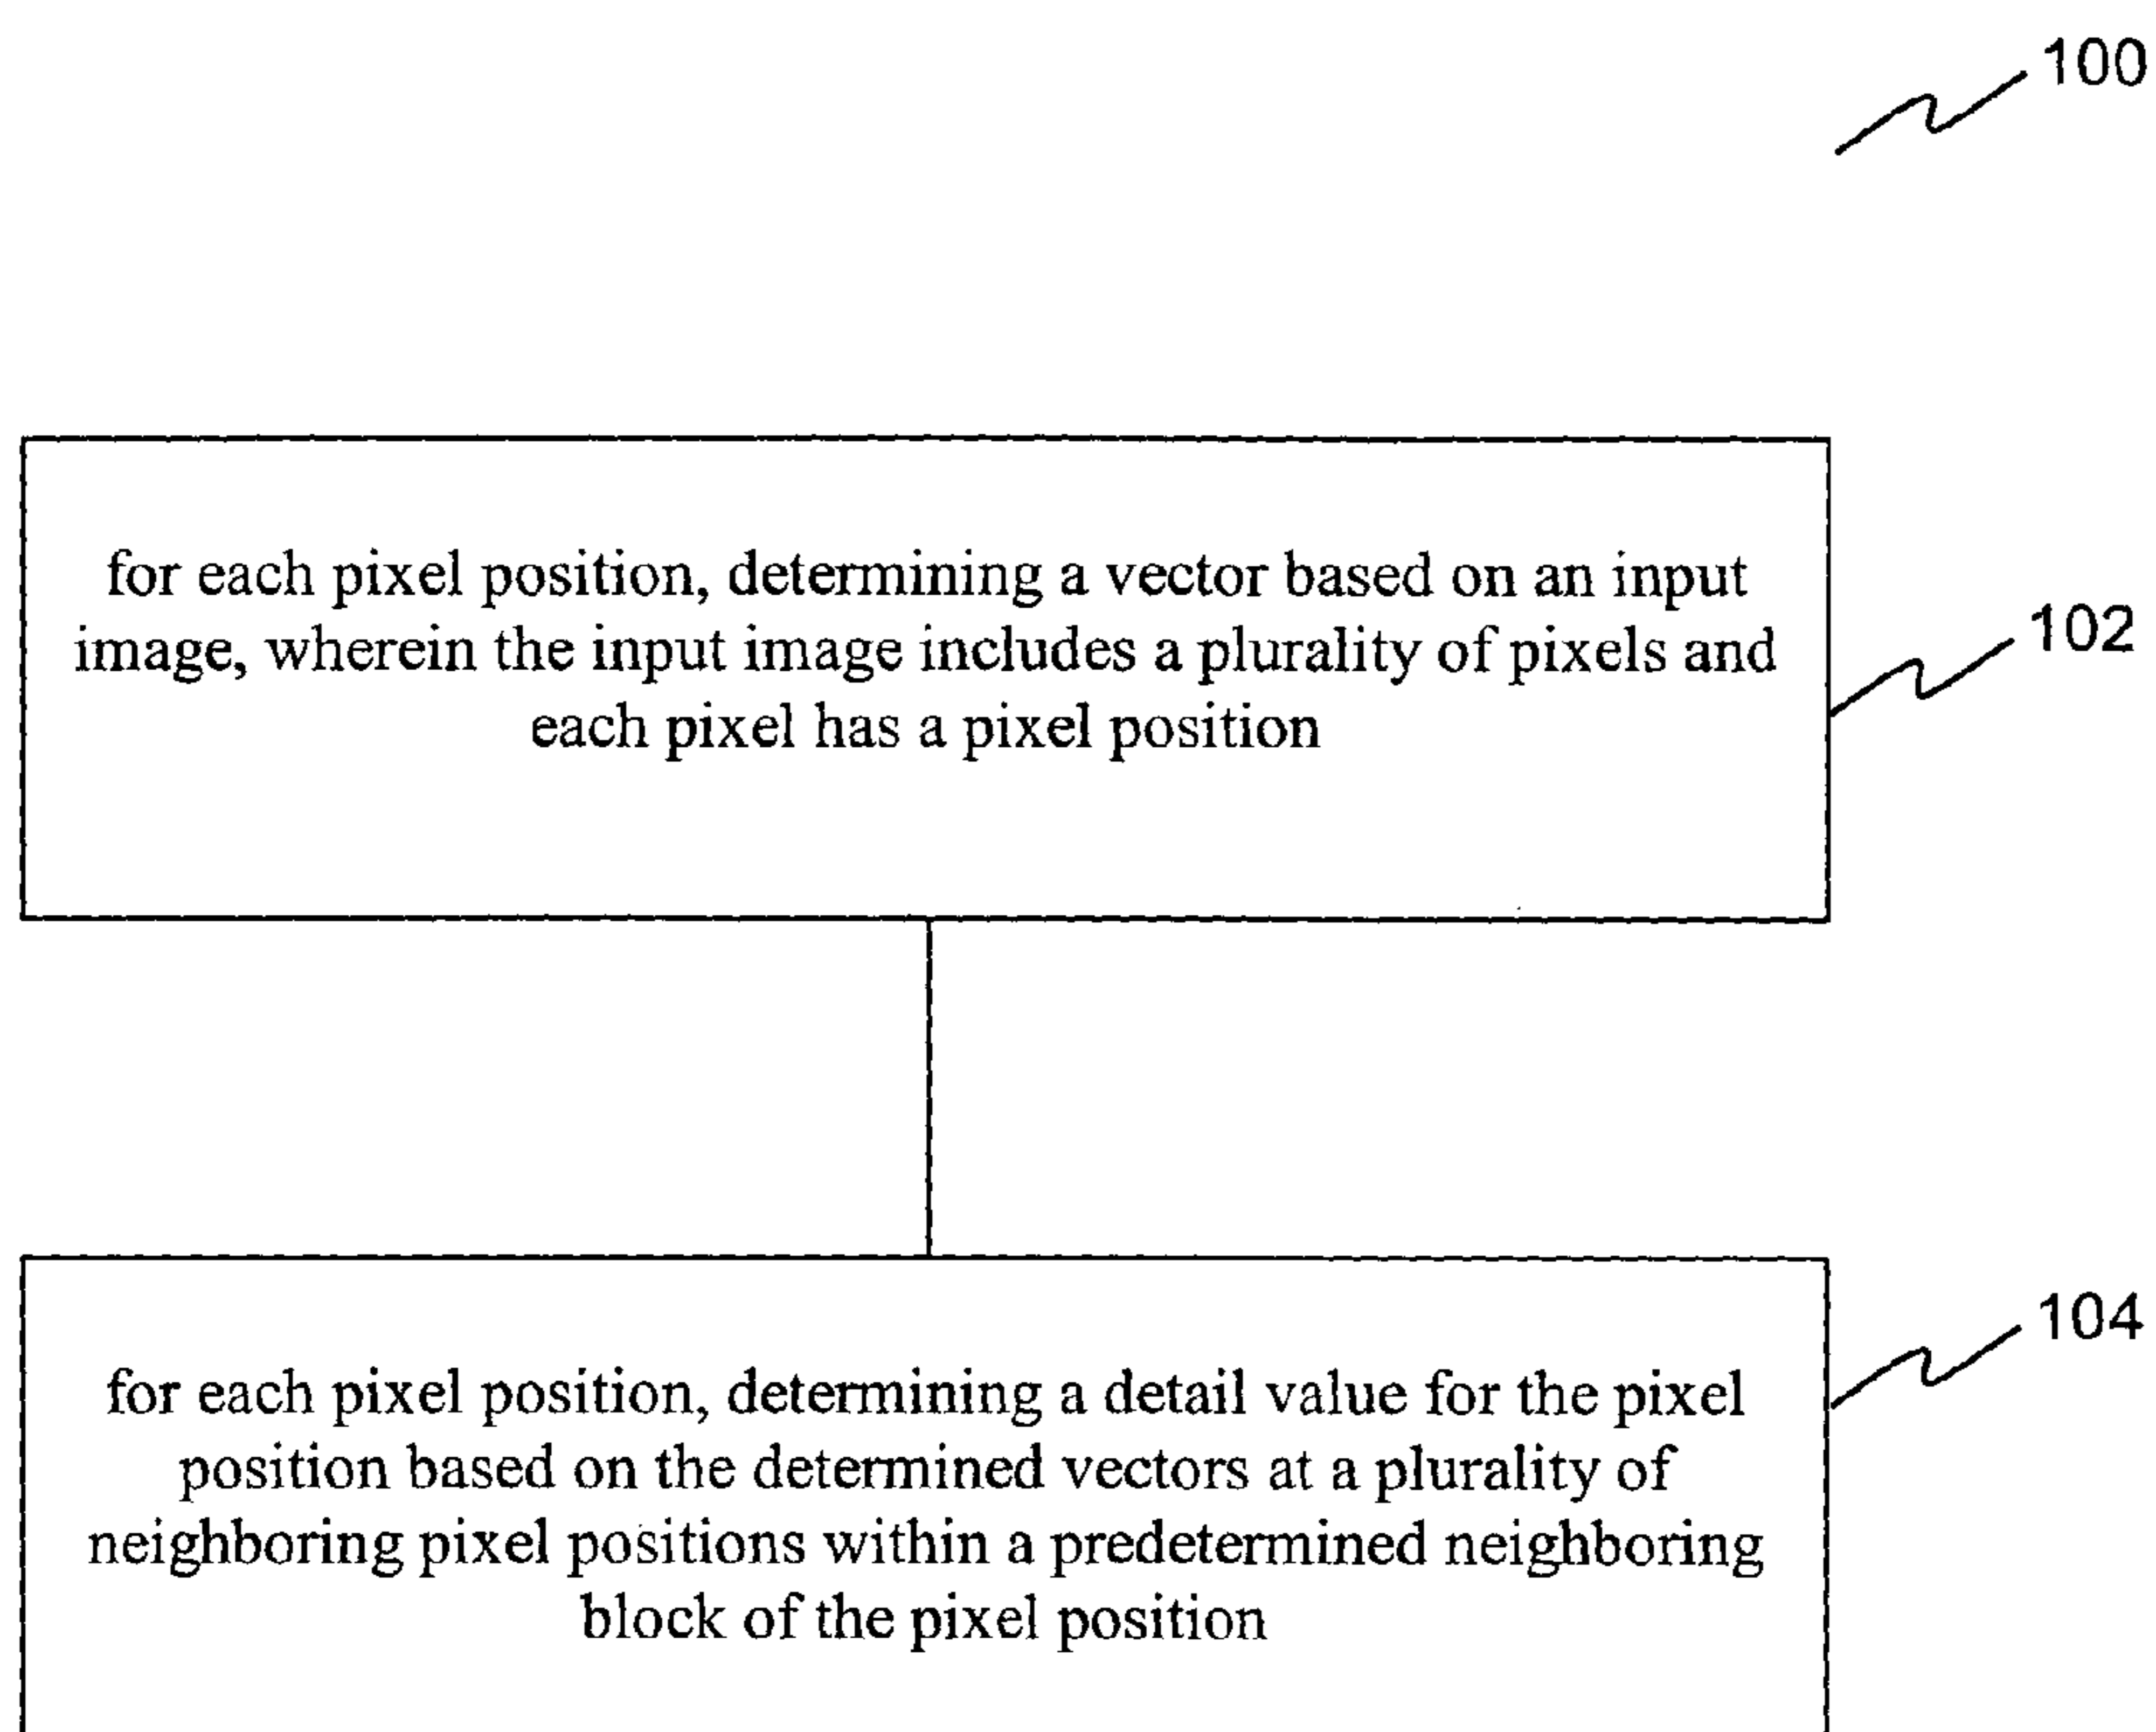 100
for each pixel position, determining a vector based on an input
image, wherein the input image includes a plurality of pixels and
each pixel has a pixel position
102
for each pixel position, determining a detail value for the pixel
position based on the determined vectors at a plurality of
neighboring pixel positions within a predetermined neighboring
block of the pixel position
104